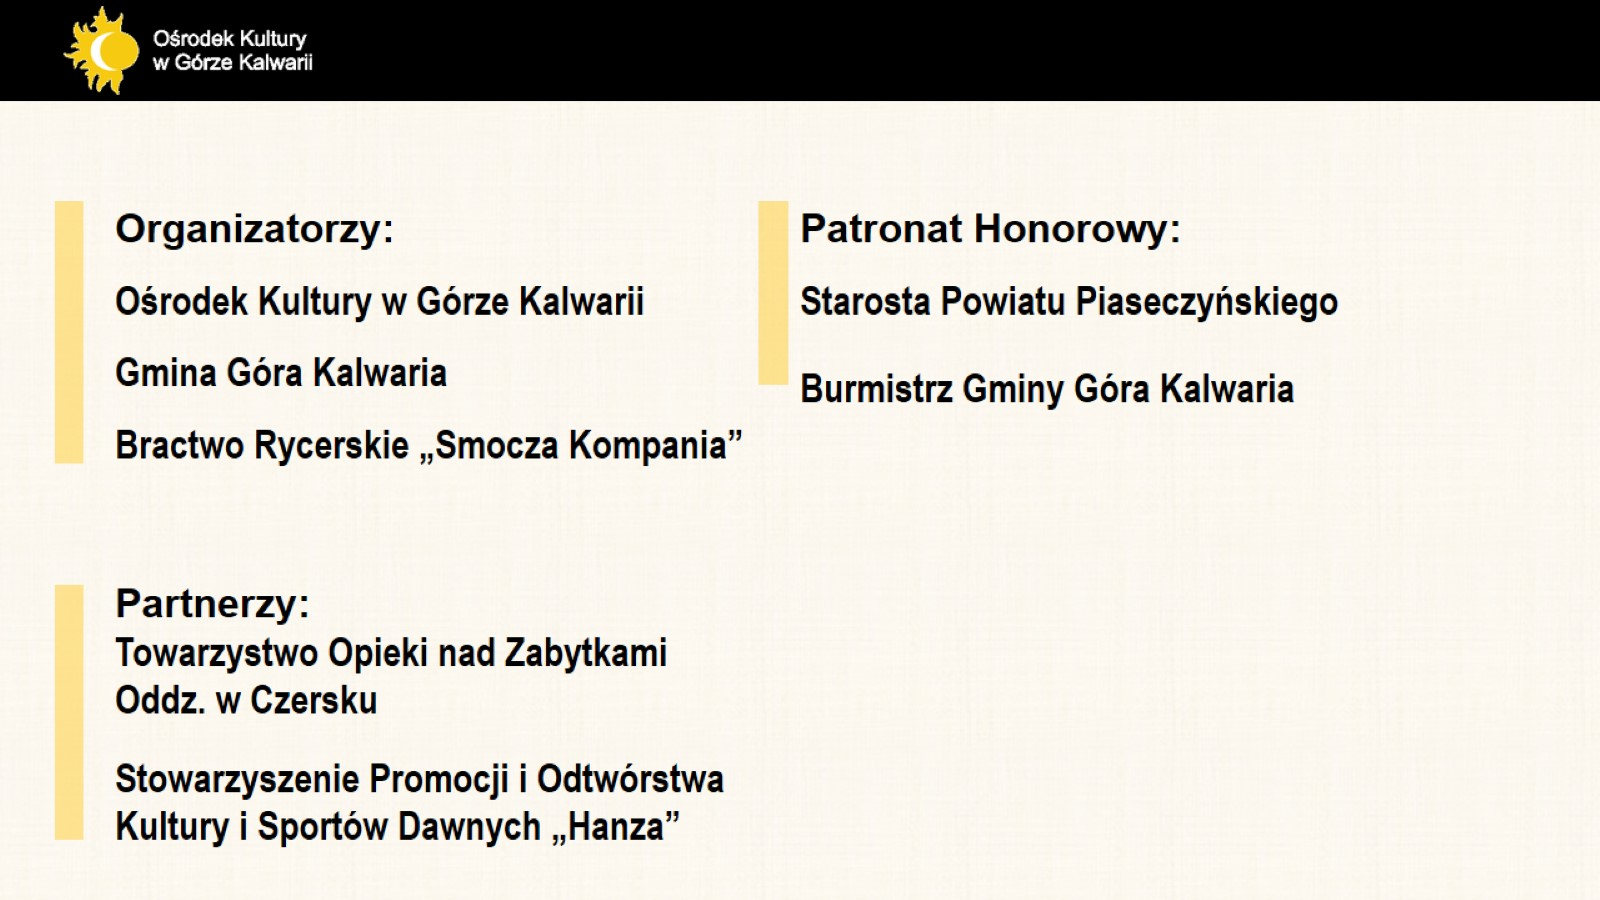 Ośrodek Kultury
w Górze Kalwarii
Organizatorzy:
Ośrodek Kultury w Górze Kalwarii
Gmina Góra Kalwaria
Bractwo Rycerskie „Smocza Kompania”
Patronat Honorowy:
Starosta Powiatu Piaseczyńskiego
Burmistrz Gminy Góra Kalwaria
Partnerzy:
Towarzystwo Opieki nad Zabytkami
Oddz. w Czersku
Stowarzyszenie Promocji i Odtwórstwa
Kultury i Sportów Dawnych „Hanza”